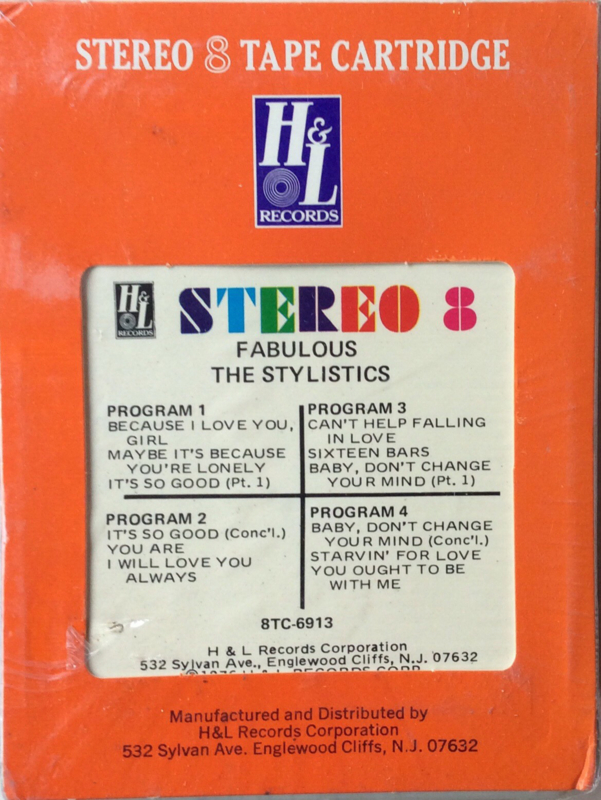 STEREO 8 TAPE CARTRIDGE
H&L
RECORDS
H&L
RECORDS
STEREO 8
FABULOUS
THE STYLISTICS
PROGRAM 1
BECAUSE I LOVE YOU,
GIRL
MAYBE IT'S BECAUSE
YOU'RE LONELY
IT'S SO GOOD (Pt. 1)
PROGRAM 2
IT'S SO GOOD (Conc'l.)
YOU ARE
I WILL LOVE YOU
ALWAYS
PROGRAM 3
CAN'T HELP FALLING
IN LOVE
SIXTEEN BARS
BABY, DON'T CHANGE
YOUR MIND (Pt. 1)
PROGRAM 4
BABY, DON'T CHANGE
YOUR MIND (Conc'l.)
STARVIN' FOR LOVE
YOU OUGHT TO BE
WITH ME
8TC-6913
H & L Records Corporation
532 Sylvan Ave., Englewood Cliffs, N.J. 07632
H & L RECORDS CORP.
Manufactured and Distributed by
H&L Records Corporation
532 Sylvan Ave. Englewood Cliffs, N.J. 07632